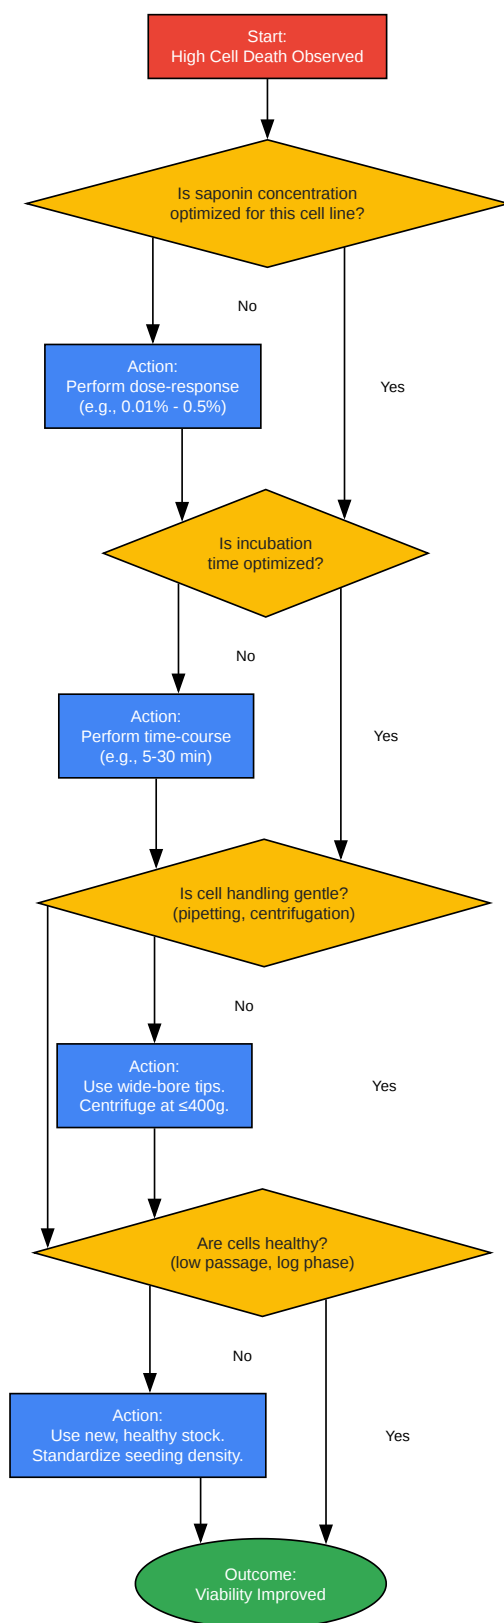 Start:
High Cell Death Observed
Is saponin concentration
optimized for this cell line?
No
Action:
Perform dose-response
(e.g., 0.01% - 0.5%)
Yes
Is incubation
time optimized?
No
Action:
Perform time-course
(e.g., 5-30 min)
Yes
Is cell handling gentle?
(pipetting, centrifugation)
No
Action:
Use wide-bore tips.
Centrifuge at ≤400g.
Yes
Are cells healthy?
(low passage, log phase)
No
Action:
Use new, healthy stock.
Standardize seeding density.
Yes
Outcome:
Viability Improved